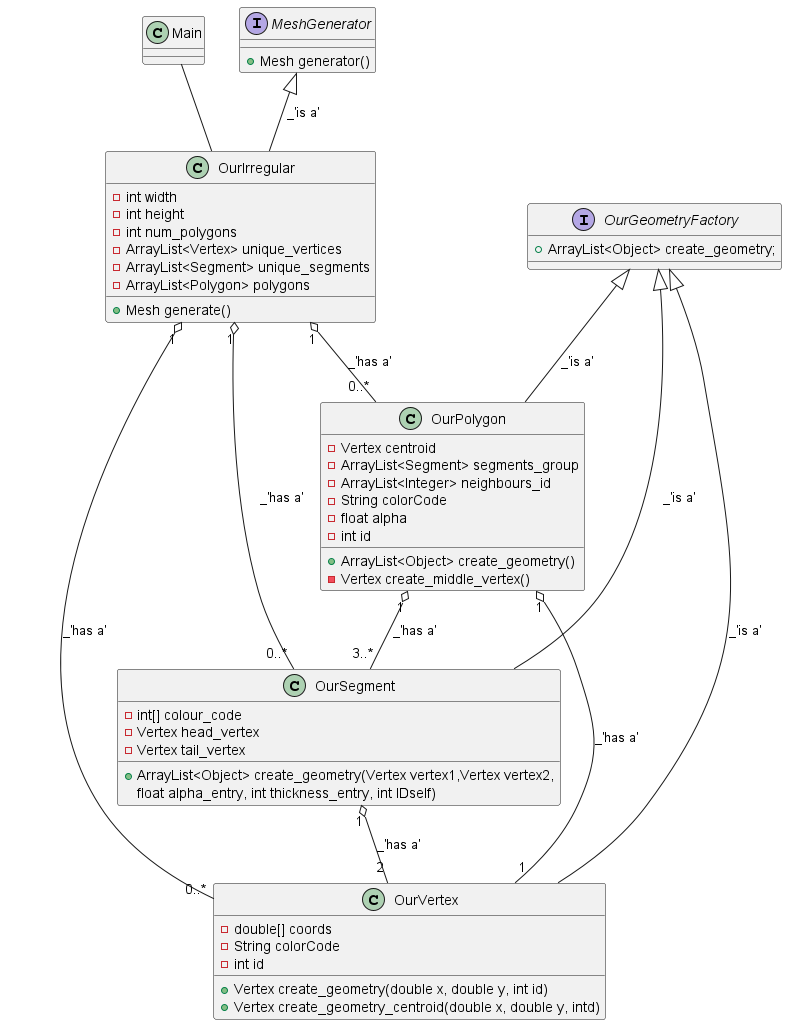 C Main
I MeshGenerator
Mesh generator()
_'is a'
C OurIrregular
int width
int height
int num_polygons
ArrayList<Vertex> unique_vertices
ArrayList<Segment> unique_segments
ArrayList<Polygon> polygons
Mesh generate()
I OurGeometryFactory
ArrayList<Object> create_geometry;
1
1
1
_'has a'
0..*
_'is a'
C OurPolygon
Vertex centroid
ArrayList<Segment> segments_group
ArrayList<Integer> neighbours_id
String colorCode
float alpha
int id
ArrayList<Object> create_geometry()
Vertex create_middle_vertex()
_'has a'
_'is a'
1
1
_'has a'
_'has a'
_'is a'
0..*
3..*
C OurSegment
int[] colour_code
Vertex head_vertex
Vertex tail_vertex
ArrayList<Object> create_geometry(Vertex vertex1,Vertex vertex2,
float alpha_entry, int thickness_entry, int IDself)
_'has a'
1
_'has a'
2
1
0..*
C OurVertex
double[] coords
String colorCode
int id
Vertex create_geometry(double x, double y, int id)
Vertex create_geometry_centroid(double x, double y, intd)